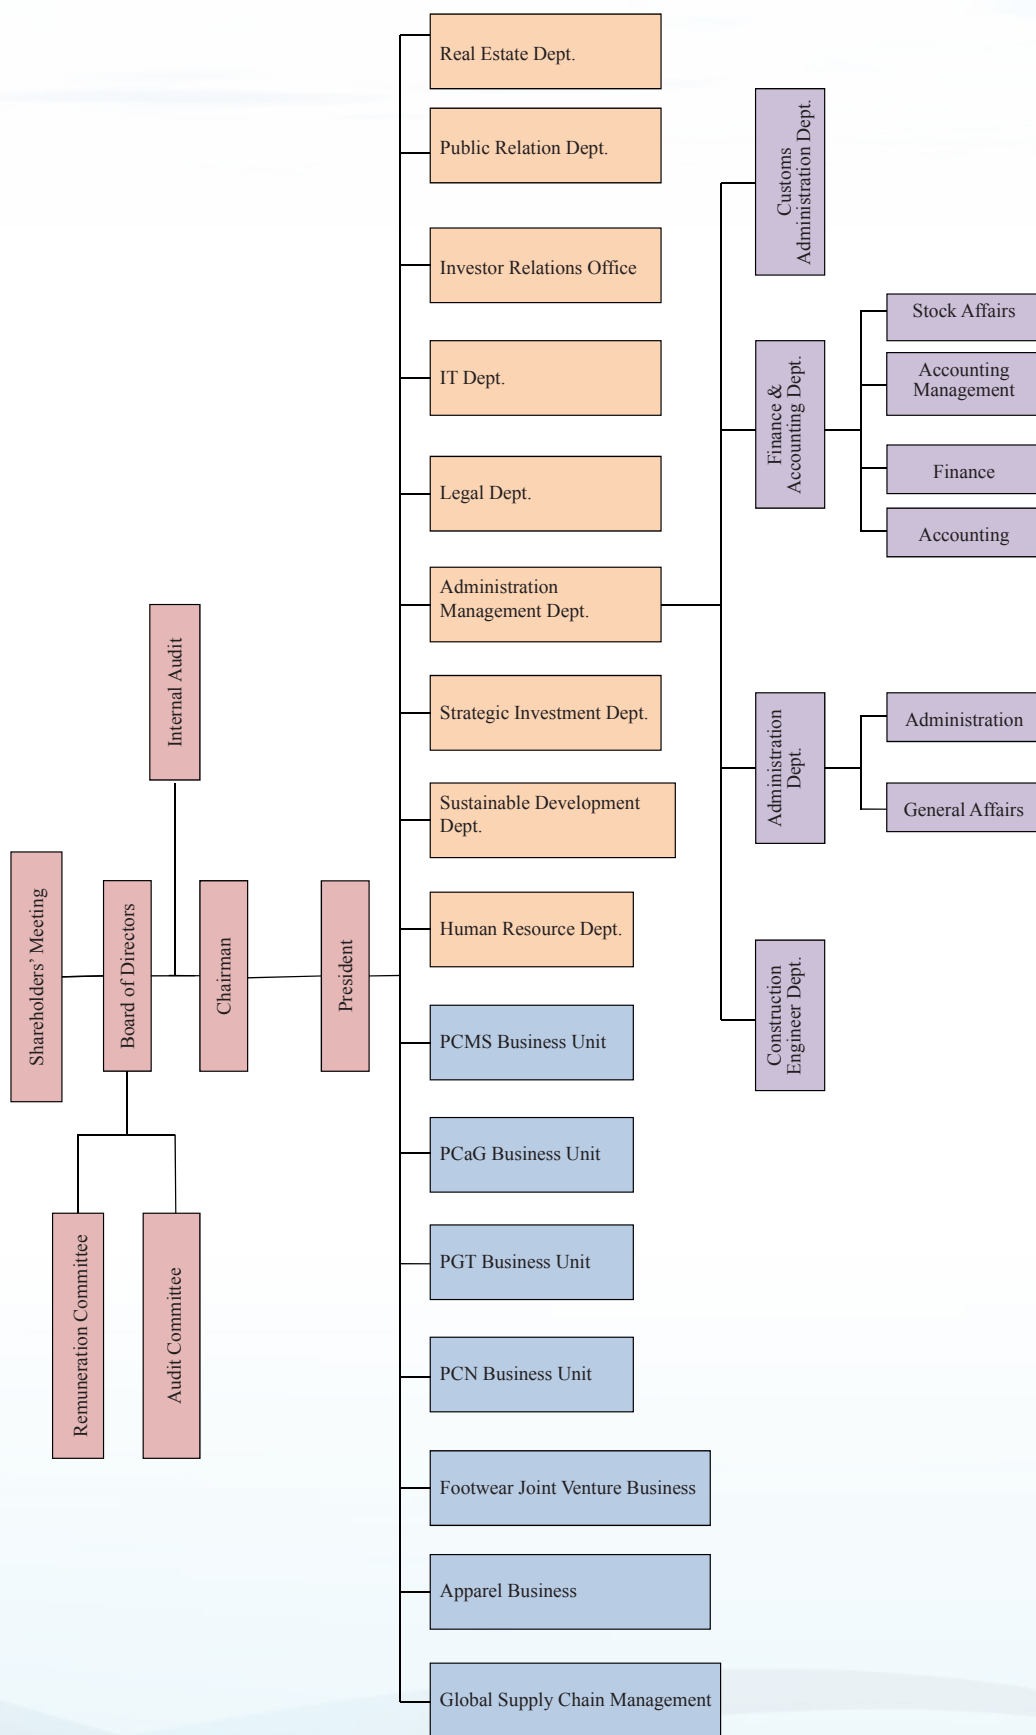 Shareholders’ Meeting
Board of Directors
Remuneration Committee
Audit Committee
Internal Audit
Chairman
President
Real Estate Dept.
Public Relation Dept.
Investor Relations Office
IT Dept.
Legal Dept.
Administration
Management Dept.
Strategic Investment Dept.
Sustainable Development
Dept.
Human Resource Dept.
PCMS Business Unit
PCaG Business Unit
PGT Business Unit
PCN Business Unit
Footwear Joint Venture Business
Apparel Business
Global Supply Chain Management
Customs
Administration Dept.
Finance &
Accounting Dept.
Stock Affairs
Accounting
Management
Finance
Accounting
Administration
Dept.
Administration
General Affairs
Construction
Engineer Dept.